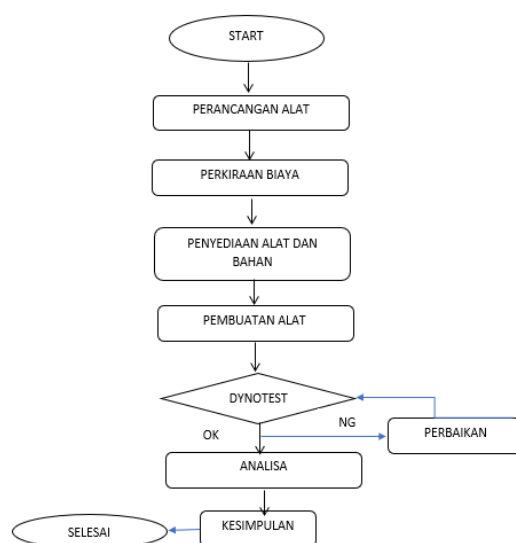 START
PERANCANGAN ALAT
PERKIRAAN BIAYA
PENYEDIAAN ALAT DAN
BAHAN
PEMBUATAN ALAT
DYNOTEST
NG
OK
PERBAIKAN
ANALISA
KESIMPULAN
SELESAI